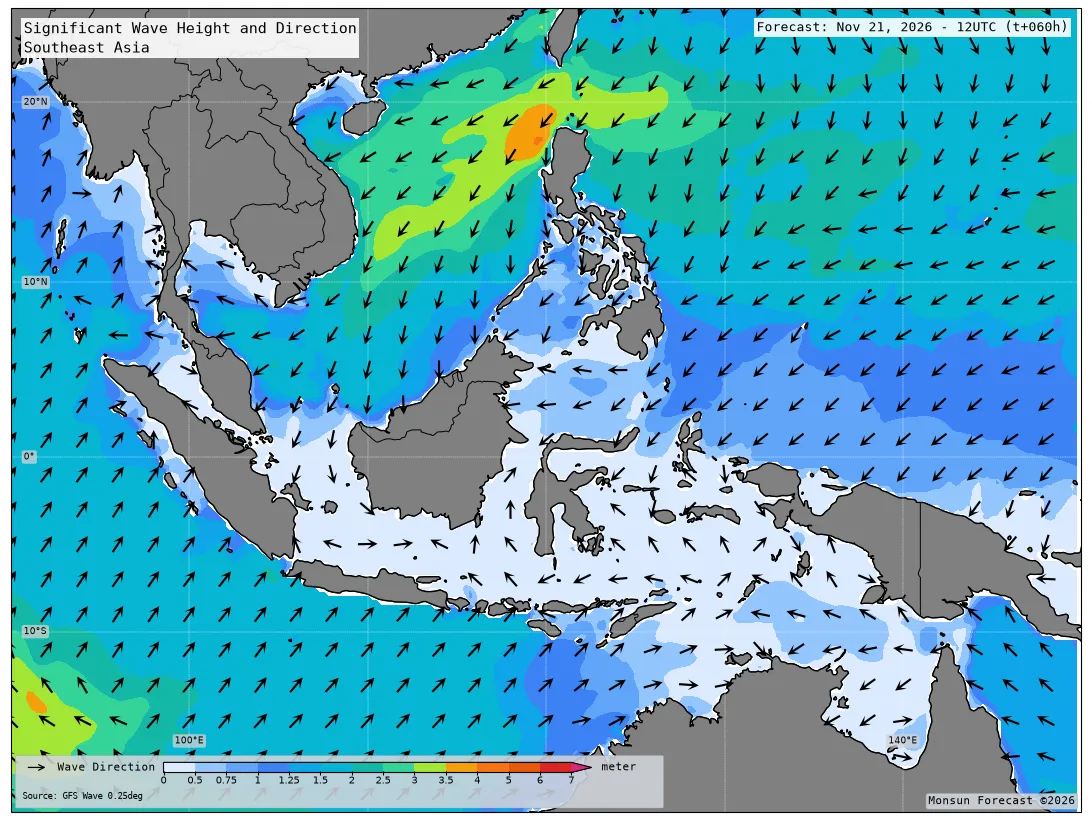 Significant Wave Height and Direction
Southeast Asia
Forecast: Nov 21, 2026 - 12UTC (t+060h)
20°N
10°N
0°
10°S
100°E
140°E
Wave Direction
0 0.5 0.75 1 1.25 1.5 2 2.5 3 3.5 4 5 6 7 meter
Source: GFS Wave 0.25deg
Monsun Forecast ©2026